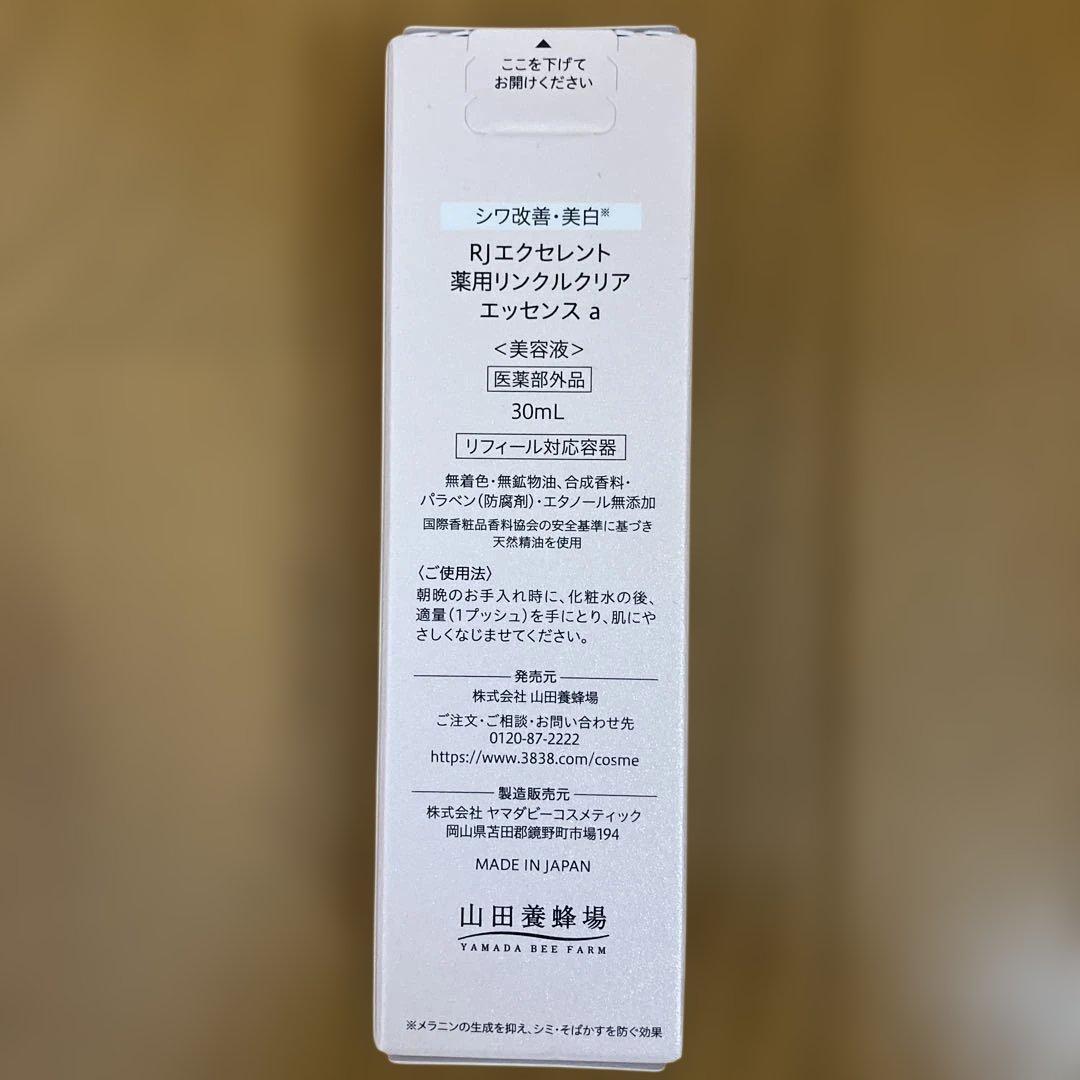 ▲
ここを下げて
お開けください
シワ改善・美白※
RJエクセレント
薬用リンクルクリア
エッセンス a
＜美容液＞
医薬部外品
30mL
リフィール対応容器
無着色・無鉱物油、合成香料・
パラベン（防腐剤）・エタノール無添加
国際香粧品香料協会の安全基準に基づき
天然精油を使用
〈ご使用法〉
朝晩のお手入れ時に、化粧水の後、
適量（1プッシュ）を手にとり、肌にや
さしくなじませてください。
発売元
株式会社 山田養蜂場
ご注文・ご相談・お問い合わせ先
0120-87-2222
https://www.3838.com/cosme
製造販売元
株式会社 ヤマダビーコスメティック
岡山県苫田郡鏡野町市場194
MADE IN JAPAN
山田養蜂場
YAMADA BEE FARM
※メラニンの生成を抑え、シミ・そばかすを防ぐ効果